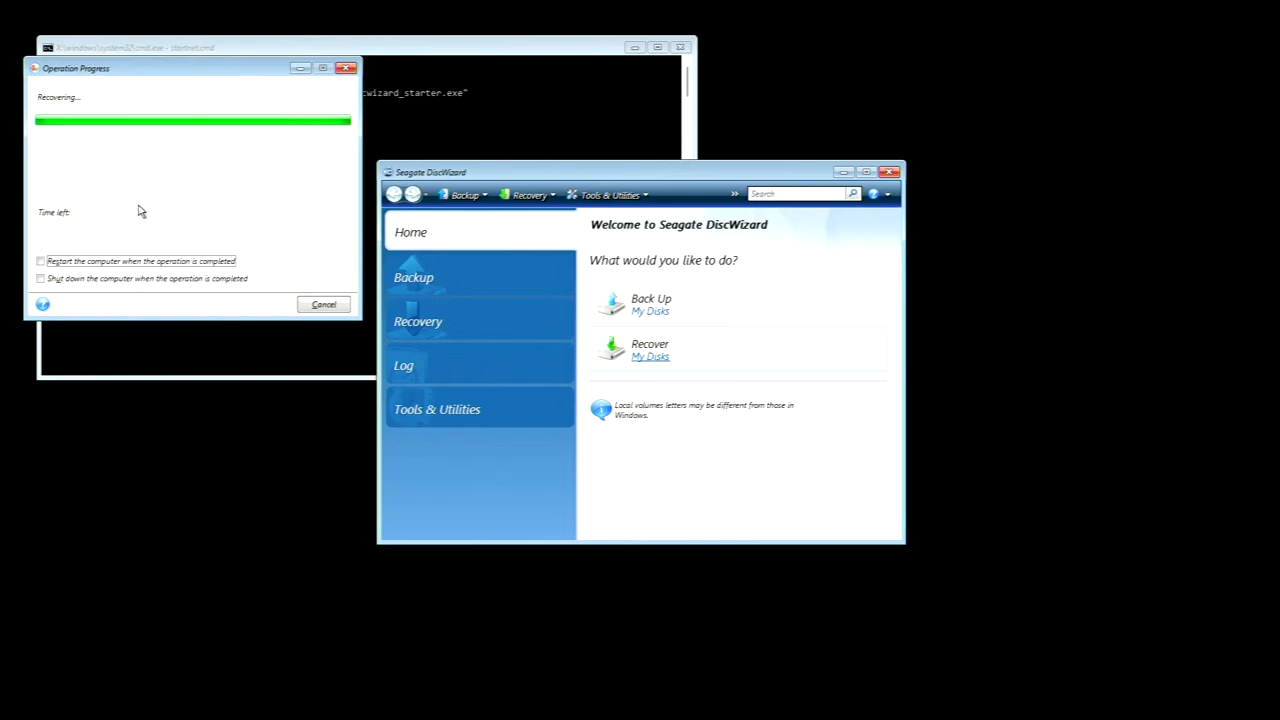 X:\windows\system32\cmd.exe - startnet.cmd
cwizard_starter.exe"
Operation Progress
Recovering...
Time left:
Restart the computer when the operation is completed
Shut down the computer when the operation is completed
Cancel
Seagate DiscWizard
Backup
Recovery
Tools & Utilities
»
Search
Home
Backup
Recovery
Log
Tools & Utilities
Welcome to Seagate DiscWizard
What would you like to do?
Back Up
My Disks
Recover
My Disks
Local volumes letters may be different from those in
Windows.